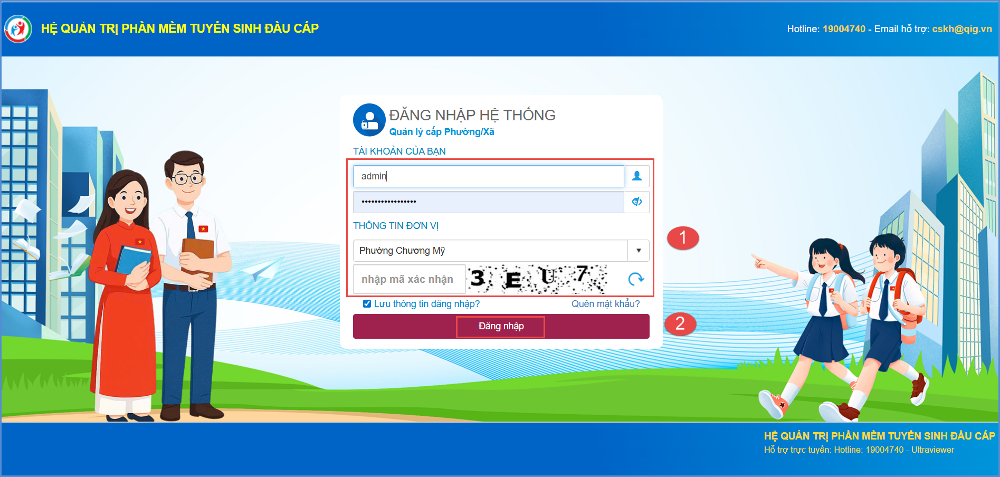 HỆ QUẢN TRỊ PHẦN MỀM TUYỂN SINH ĐẦU CẤP
Hotline: 19004740 - Email hỗ trợ: cskh@qig.vn
ĐĂNG NHẬP HỆ THỐNG
Quản lý cấp Phường/Xã
TÀI KHOẢN CỦA BẠN
admin
•••••••••••••••••
THÔNG TIN ĐƠN VỊ
1
Phường Chương Mỹ
nhập mã xác nhận
3 E U 7
Lưu thông tin đăng nhập?
Quên mật khẩu?
Đăng nhập
2
HỆ QUẢN TRỊ PHẦN MỀM TUYỂN SINH ĐẦU CẤP
Hỗ trợ trực tuyến: Hotline: 19004740 - Ultraviewer